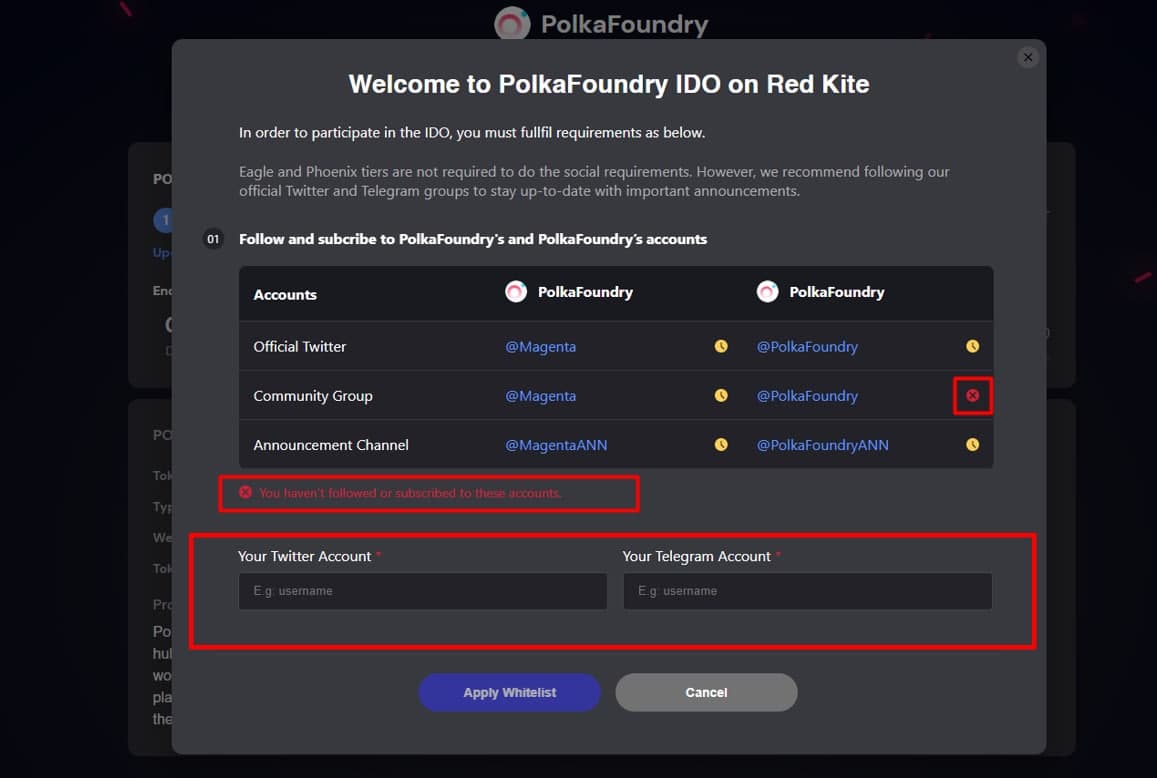 PolkaFoundry
Welcome to PolkaFoundry IDO on Red Kite
In order to participate in the IDO, you must fullfil requirements as below.
Eagle and Phoenix tiers are not required to do the social requirements. However, we recommend following our
official Twitter and Telegram groups to stay up-to-date with important announcements.
01 Follow and subcribe to PolkaFoundry's and PolkaFoundry's accounts
Accounts PolkaFoundry PolkaFoundry
Official Twitter @Magenta @PolkaFoundry
Community Group @Magenta @PolkaFoundry
Announcement Channel @MagentaANN @PolkaFoundryANN
You haven't followed or subscribed to these accounts.
Your Twitter Account * Your Telegram Account *
E.g: username E.g: username
Apply Whitelist Cancel